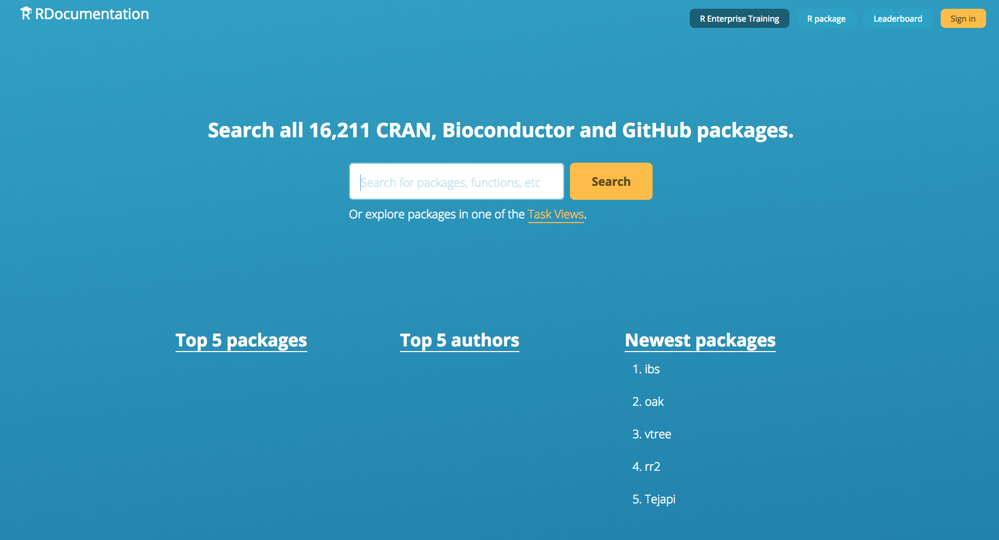 RDocumentation
R Enterprise Training
R package
Leaderboard
Sign in
Search all 16,211 CRAN, Bioconductor and GitHub packages.
Search for packages, functions, etc
Search
Or explore packages in one of the Task Views.
Top 5 packages
Top 5 authors
Newest packages
1. ibs
2. oak
3. vtree
4. rr2
5. Tejapi